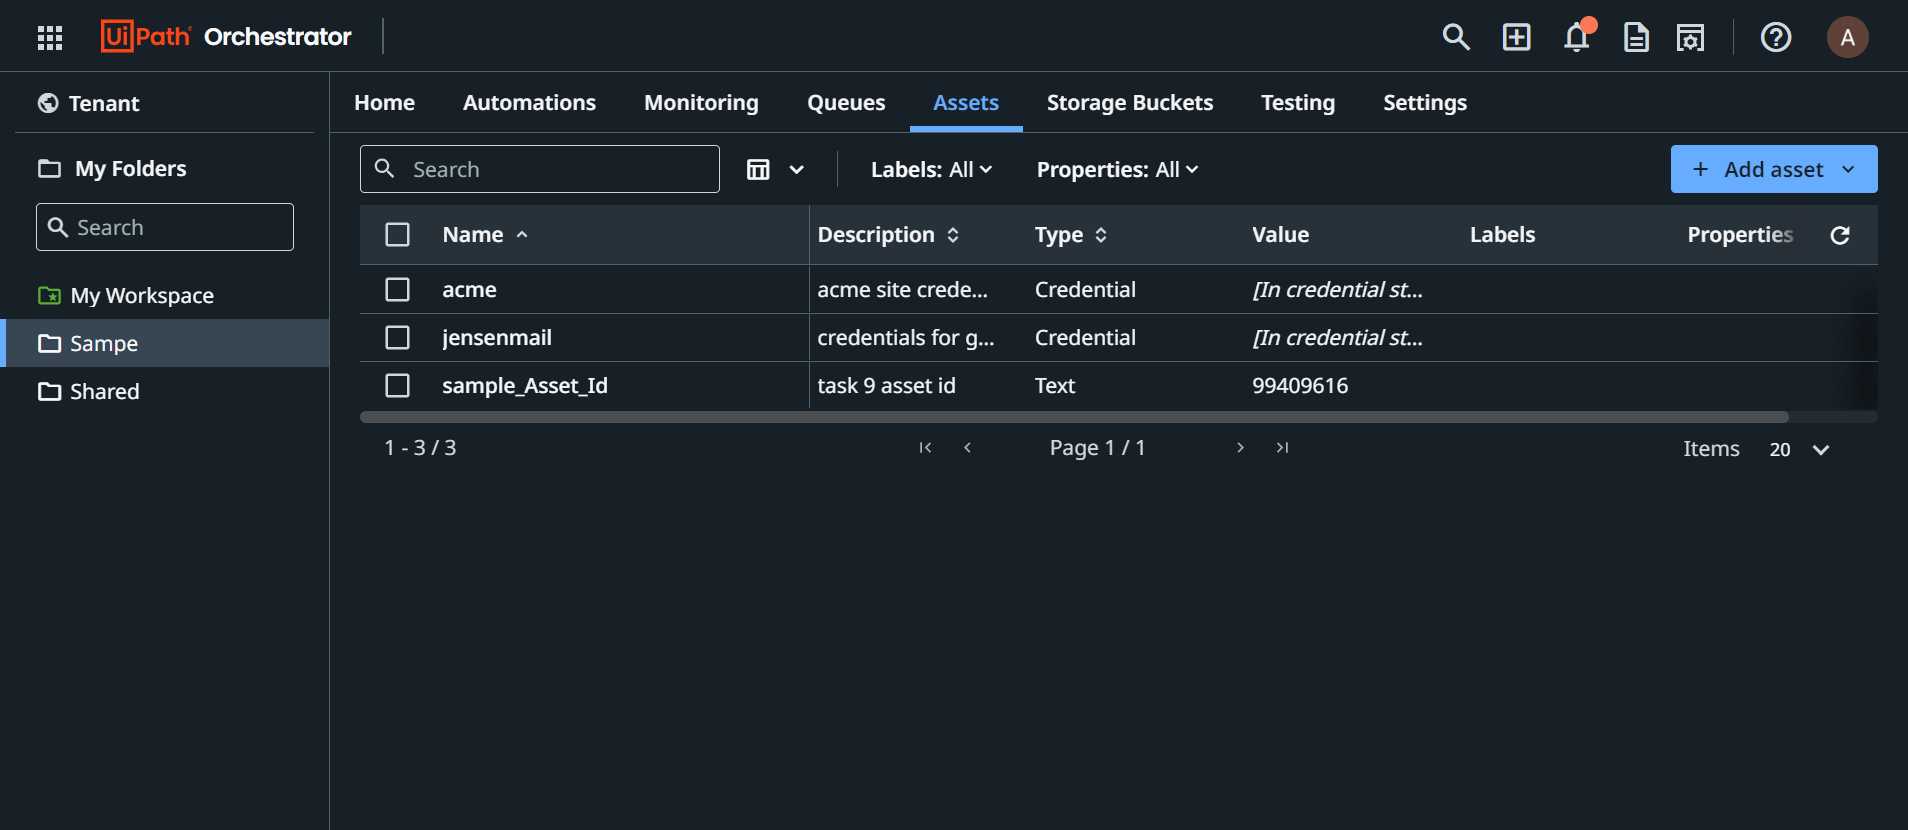 UiPath Orchestrator
A
Tenant
Home Automations Monitoring Queues Assets Storage Buckets Testing Settings
My Folders
Search
My Workspace
Sampe
Shared
Search Labels: All Properties: All + Add asset
Name Description Type Value Labels Properties
acme acme site crede... Credential [In credential st...
jensenmail credentials for g... Credential [In credential st...
sample_Asset_Id task 9 asset id Text 99409616
1 - 3 / 3 Page 1 / 1 Items 20